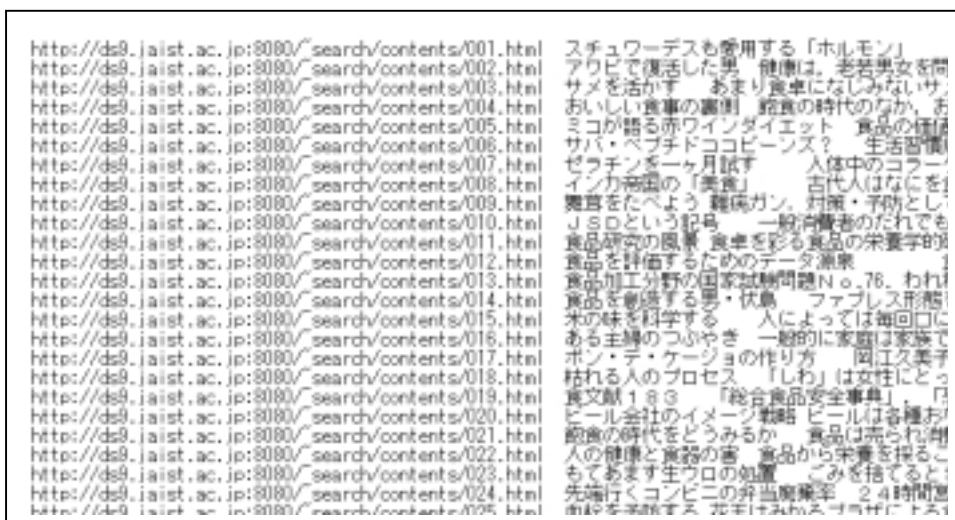 http://ds9.jaist.ac.jp:8080/~search/contents/001.html スチュワーデスも愛用する「ホルモン」
http://ds9.jaist.ac.jp:8080/~search/contents/002.html アワビで復活した男 健康は、老若男女を問
http://ds9.jaist.ac.jp:8080/~search/contents/003.html サメを活かす あまり食卓になじみないサメ
http://ds9.jaist.ac.jp:8080/~search/contents/004.html おいしい食事の裏側 飽食の時代のなか、お
http://ds9.jaist.ac.jp:8080/~search/contents/005.html ミコが語る赤ワインダイエット 食品の価値
http://ds9.jaist.ac.jp:8080/~search/contents/006.html サバ・ペプチドココビーンズ? 生活習慣
http://ds9.jaist.ac.jp:8080/~search/contents/007.html ゼラチンを一ヶ月試す 人体中のコラーゲ
http://ds9.jaist.ac.jp:8080/~search/contents/008.html インカ帝国の「美食」 古代人はなにを食
http://ds9.jaist.ac.jp:8080/~search/contents/009.html 舞茸をたべよう 難病ガン、対策・予防として
http://ds9.jaist.ac.jp:8080/~search/contents/010.html JSDという記号 一般消費者のだれでも
http://ds9.jaist.ac.jp:8080/~search/contents/011.html 食品研究の風景 食卓を彩る食品の栄養学的
http://ds9.jaist.ac.jp:8080/~search/contents/012.html 食品を評価するためのデータ源泉
http://ds9.jaist.ac.jp:8080/~search/contents/013.html 食品加工分野の国家試験問題No.76. われ
http://ds9.jaist.ac.jp:8080/~search/contents/014.html 食品を創造する男・伏島 ファブレス形態
http://ds9.jaist.ac.jp:8080/~search/contents/015.html 米の味を科学する 人によっては毎回口に
http://ds9.jaist.ac.jp:8080/~search/contents/016.html ある主婦のつぶやき 一般的に家庭は家族で
http://ds9.jaist.ac.jp:8080/~search/contents/017.html ポン・デ・ケージョの作り方 岡江久美子
http://ds9.jaist.ac.jp:8080/~search/contents/018.html 枯れる人のプロセス 「しわ」は女性にとっ
http://ds9.jaist.ac.jp:8080/~search/contents/019.html 食文献183 「総合食品安全事典」、「
http://ds9.jaist.ac.jp:8080/~search/contents/020.html ビール会社のイメージ戦略 ビールは各種お
http://ds9.jaist.ac.jp:8080/~search/contents/021.html 飽食の時代をどうみるか 食品は売られ消
http://ds9.jaist.ac.jp:8080/~search/contents/022.html 人の健康と食器の害 食品から栄養を採るこ
http://ds9.jaist.ac.jp:8080/~search/contents/023.html もてあます生ウロの処置 ごみを捨てると
http://ds9.jaist.ac.jp:8080/~search/contents/024.html 先端行くコンビニの弁当廃棄率 24時間営
http://ds9.jaist.ac.jp:8080/~search/contents/025.html